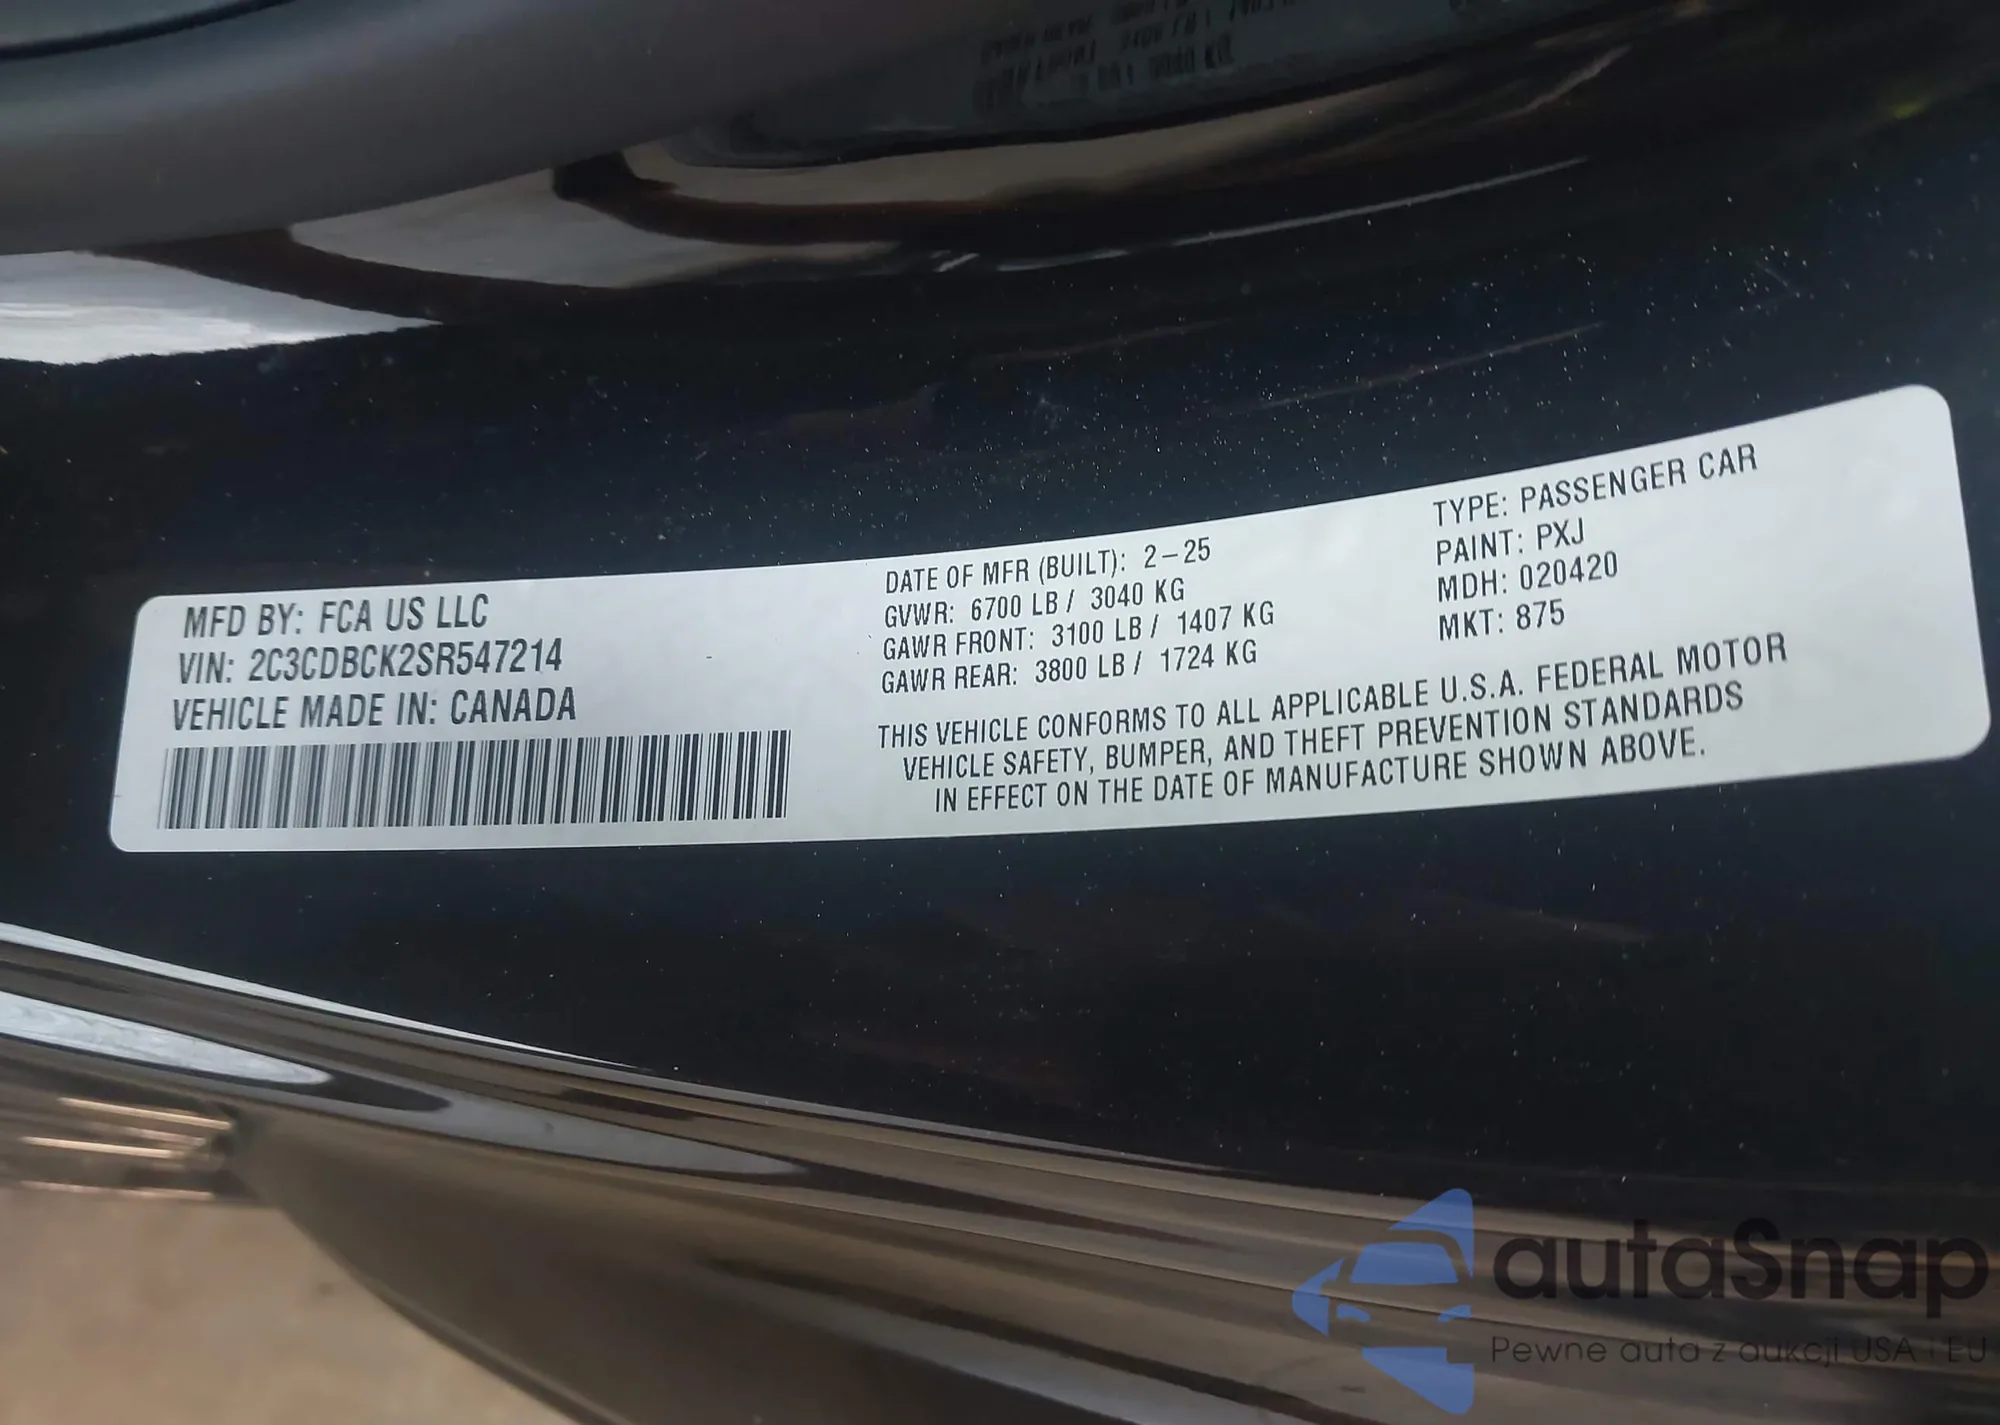 MFD BY: FCA US LLC
VIN: 2C3CDBCK2SR547214
VEHICLE MADE IN: CANADA
DATE OF MFR (BUILT): 2-25
GVWR: 6700 LB / 3040 KG
GAWR FRONT: 3100 LB / 1407 KG
GAWR REAR: 3800 LB / 1724 KG
TYPE: PASSENGER CAR
PAINT: PXJ
MDH: 020420
MKT: 875
THIS VEHICLE CONFORMS TO ALL APPLICABLE U.S.A. FEDERAL MOTOR
VEHICLE SAFETY, BUMPER, AND THEFT PREVENTION STANDARDS
IN EFFECT ON THE DATE OF MANUFACTURE SHOWN ABOVE.
autaSnap
Pewne auta z aukcji USA i EU